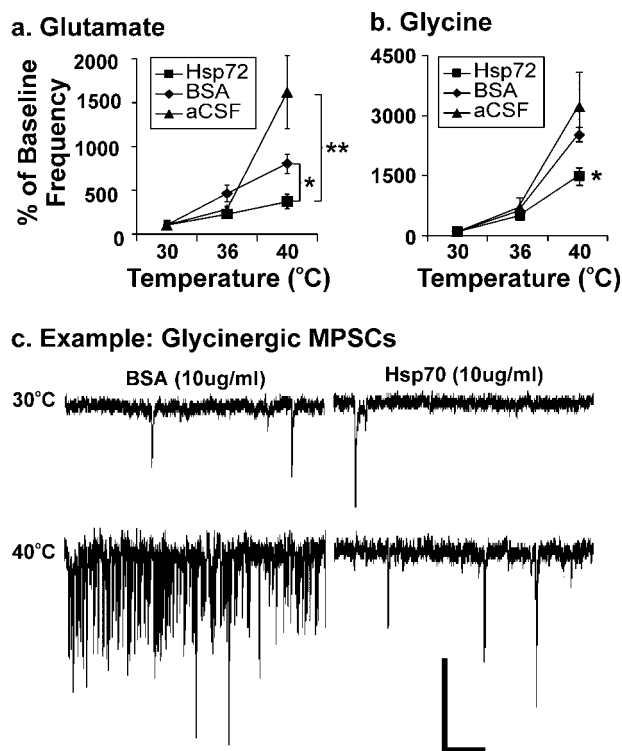 a. Glutamate
% of Baseline
Frequency
2000
1500
1000
500
0
Hsp72
BSA
aCSF
*
**
30
36
40
Temperature (°C)
b. Glycine
4500
3000
1500
0
Hsp72
BSA
aCSF
*
30
36
40
Temperature (°C)
c. Example: Glycinergic MPSCs
BSA (10ug/ml)
Hsp70 (10ug/ml)
30°C
40°C